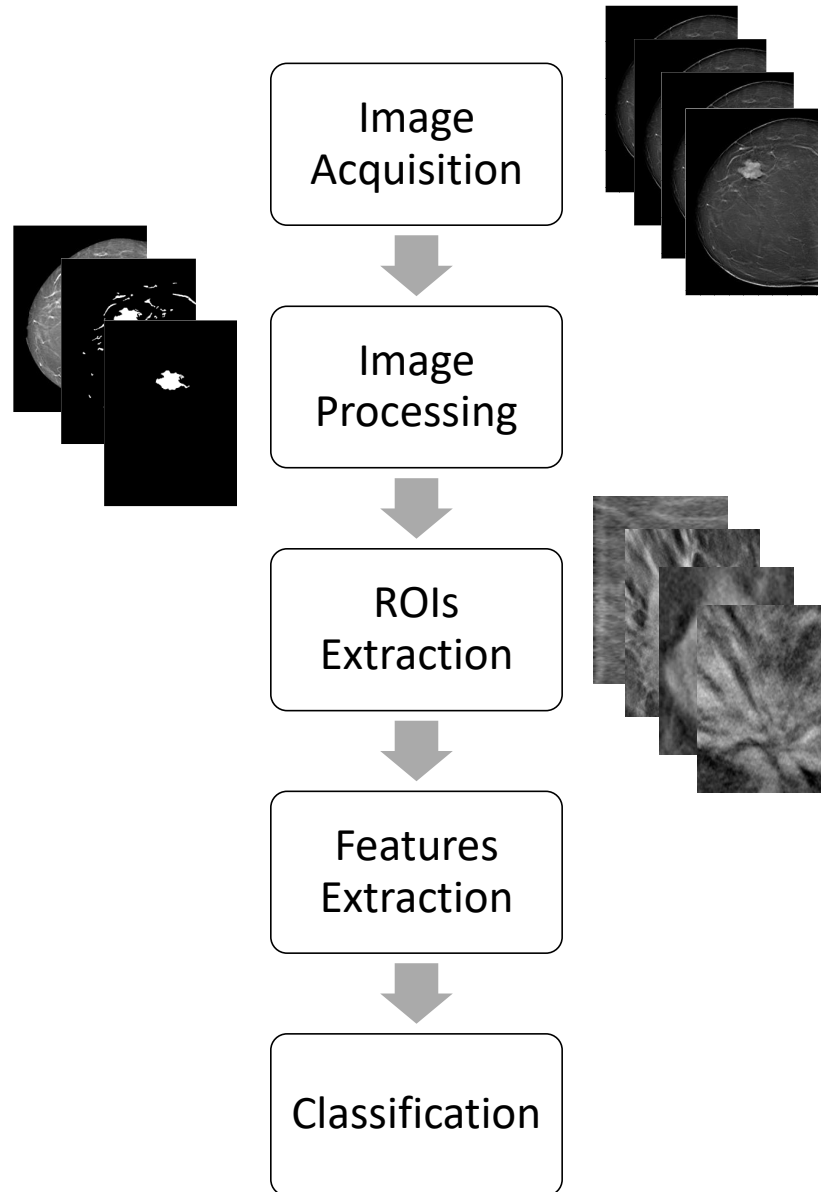 Image
Acquisition
Image
Processing
ROIs
Extraction
Features
Extraction
Classification